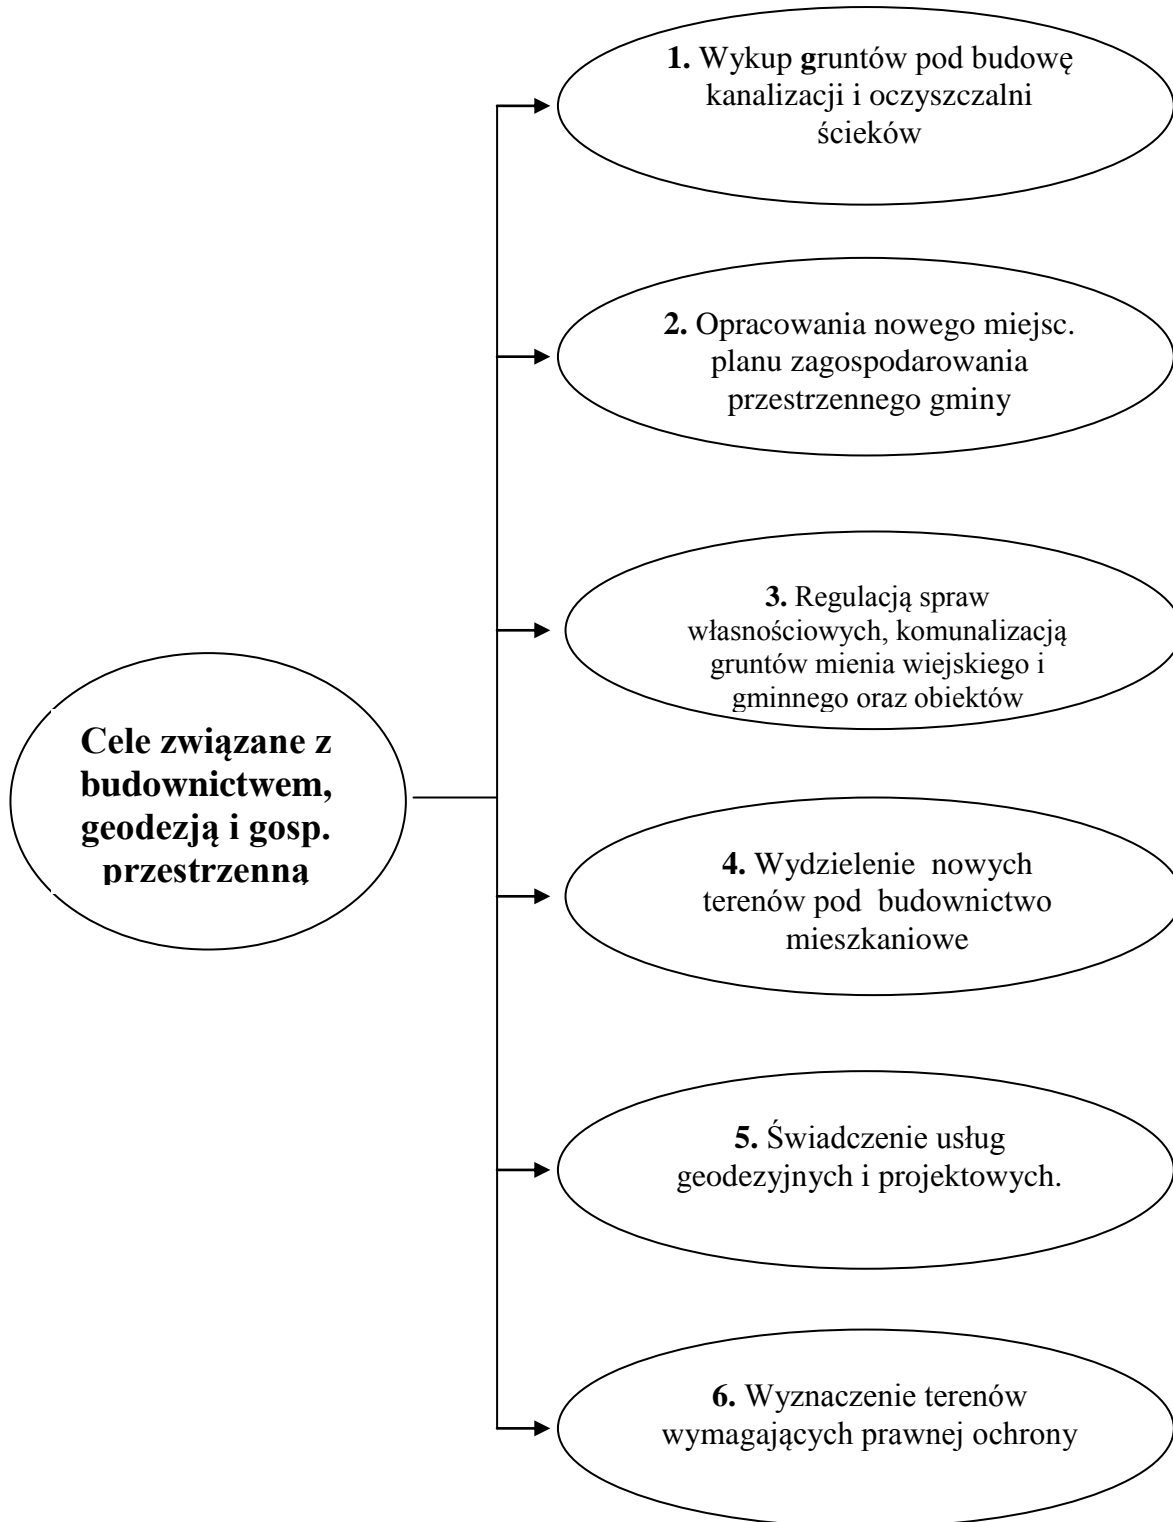 1. Wykup gruntów pod budowę
kanalizacji i oczyszczalni
ścieków
2. Opracowania nowego miejsc.
planu zagospodarowania
przestrzennego gminy
3. Regulacją spraw
własnościowych, komunalizacją
gruntów mienia wiejskiego i
gminnego oraz obiektów
Cele związane z
budownictwem,
geodezją i gosp.
przestrzenną
4. Wydzielenie nowych
terenów pod budownictwo
mieszkaniowe
5. Świadczenie usług
geodezyjnych i projektowych.
6. Wyznaczenie terenów
wymagających prawnej ochrony